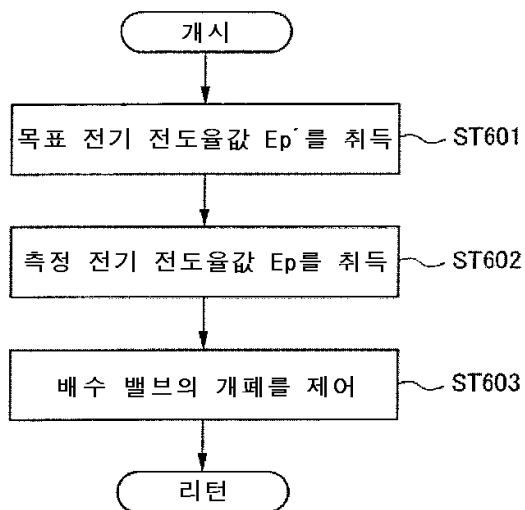 개시
목표 전기 전도율값 Ep´를 취득
ST601
측정 전기 전도율값 Ep를 취득
ST602
배수 밸브의 개폐를 제어
ST603
리턴